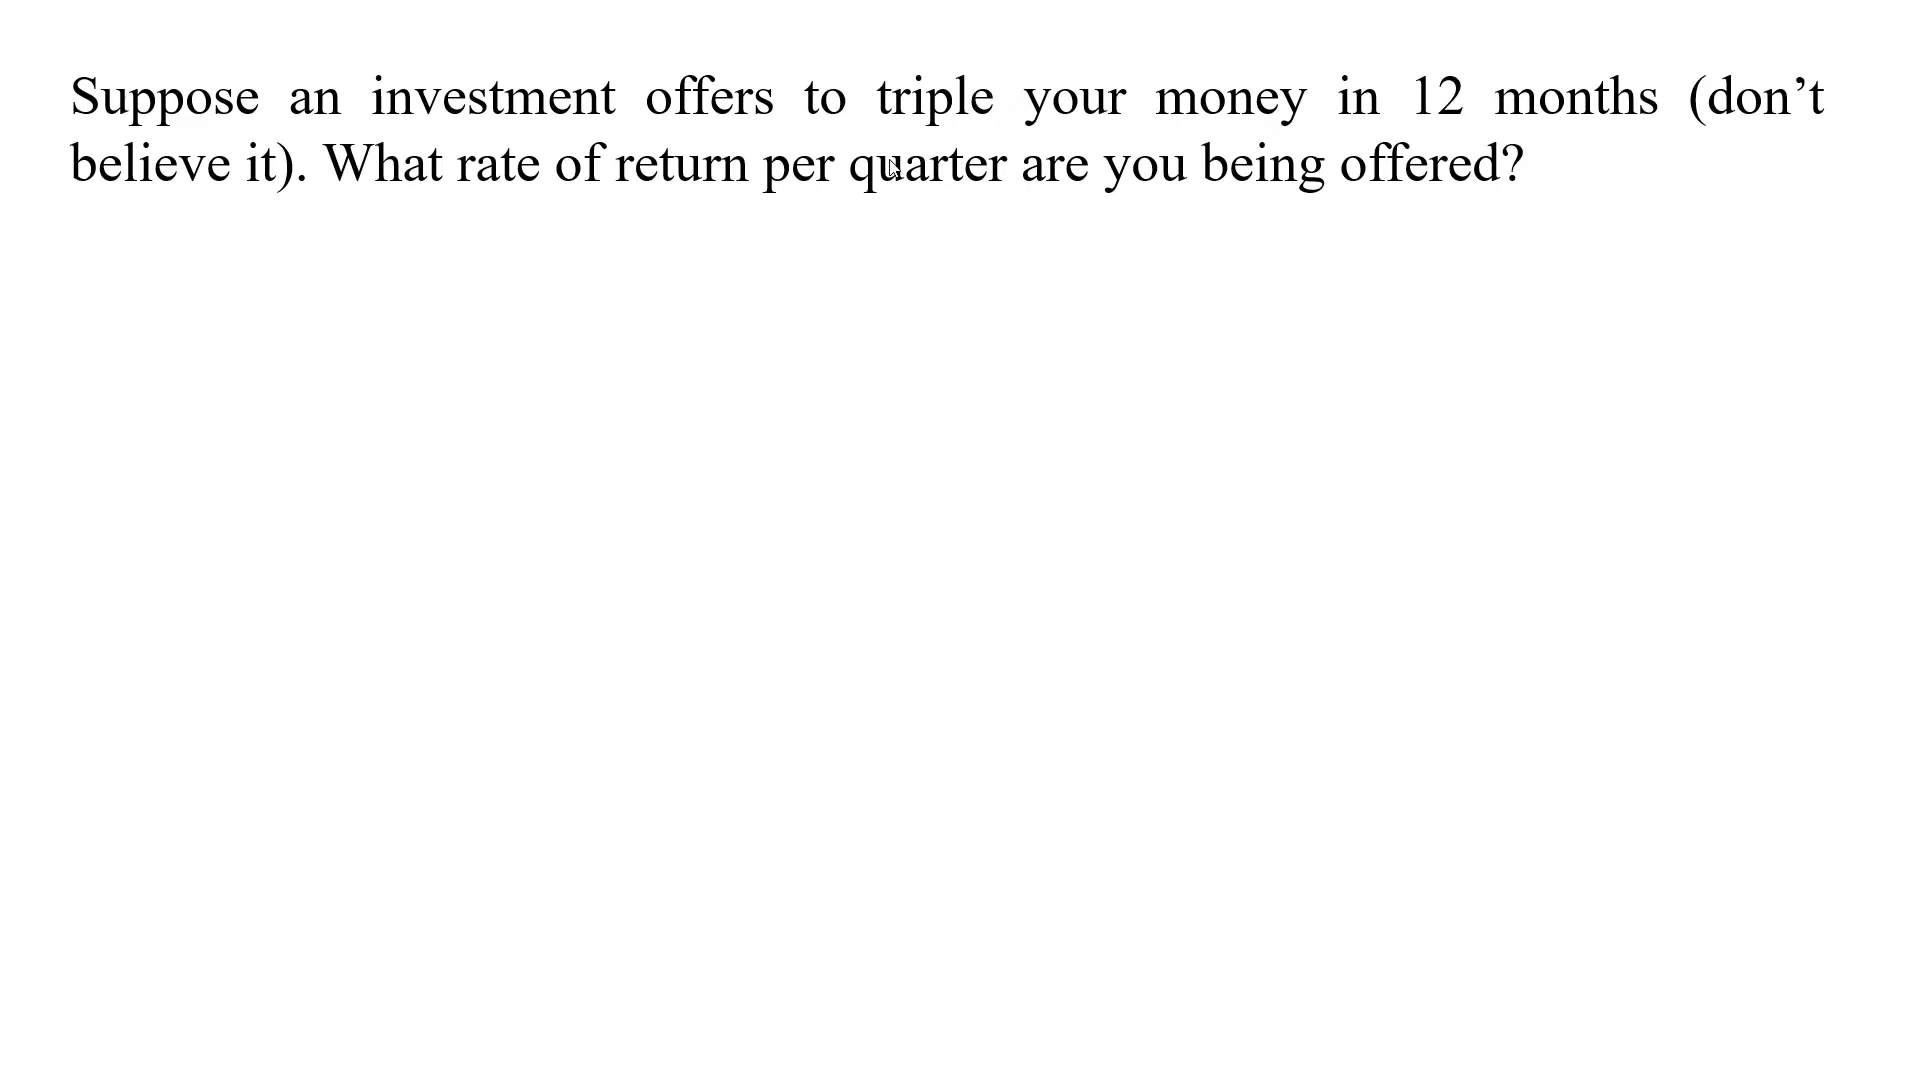 Suppose an investment offers to triple your money in 12 months (don’t
believe it). What rate of return per quarter are you being offered?